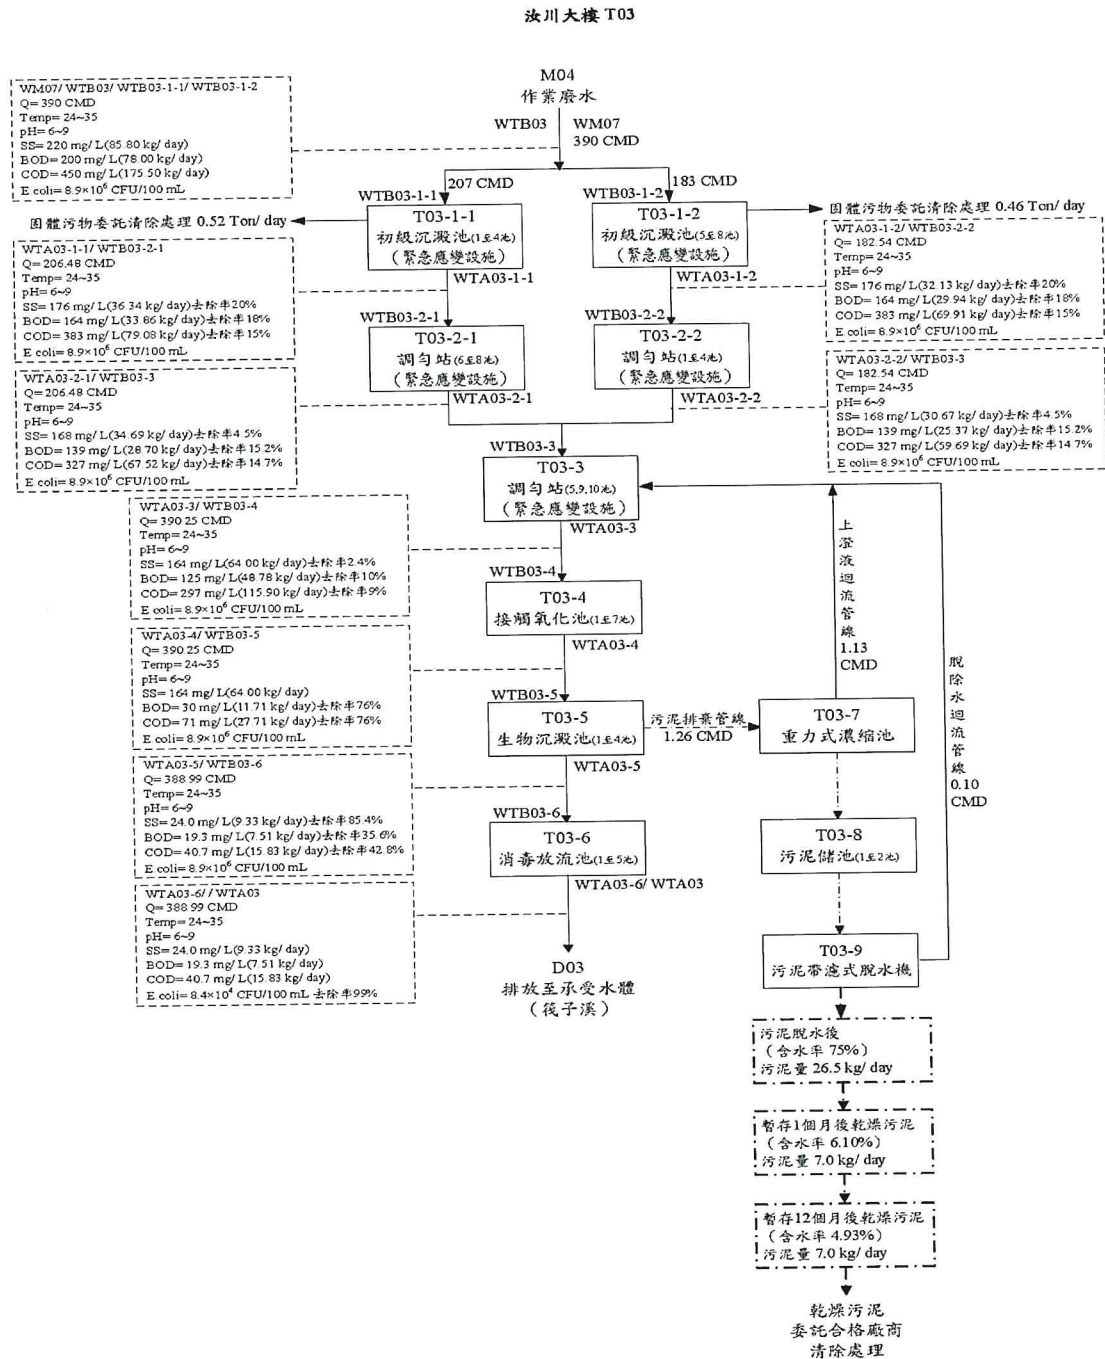 汝川大樓 T03
M04
作業廢水
WTB03
WM07
390 CMD
WM07/ WTB03/ WTB03-1-1/ WTB03-1-2
Q= 390 CMD
Temp= 24~35
pH= 6~9
SS= 220 mg/ L(85.80 kg/ day)
BOD= 200 mg/ L(78.00 kg/ day)
COD= 450 mg/ L(175.50 kg/ day)
E coli= 8.9×10⁶ CFU/100 mL
207 CMD
183 CMD
WTB03-1-1
WTB03-1-2
固體污物委託清除處理 0.52 Ton/ day
T03-1-1
初級沉澱池(1至4池)
(緊急應變設施)
T03-1-2
初級沉澱池(5至8池)
(緊急應變設施)
固體污物委託清除處理 0.46 Ton/ day
WTA03-1-1/ WTB03-2-1
Q= 206.48 CMD
Temp= 24~35
pH= 6~9
SS= 176 mg/ L(36.34 kg/ day)去除率20%
BOD= 164 mg/ L(33.86 kg/ day)去除率18%
COD= 383 mg/ L(79.08 kg/ day)去除率15%
E coli= 8.9×10⁶ CFU/100 mL
WTA03-1-1
WTA03-1-2
WTA03-1-2/ WTB03-2-2
Q= 182.54 CMD
Temp= 24~35
pH= 6~9
SS= 176 mg/ L(32.13 kg/ day)去除率20%
BOD= 164 mg/ L(29.94 kg/ day)去除率18%
COD= 383 mg/ L(69.91 kg/ day)去除率15%
E coli= 8.9×10⁶ CFU/100 mL
WTB03-2-1
WTB03-2-2
T03-2-1
調勻站(6至8池)
(緊急應變設施)
T03-2-2
調勻站(1至4池)
(緊急應變設施)
WTA03-2-1/ WTB03-3
Q= 206.48 CMD
Temp= 24~35
pH= 6~9
SS= 168 mg/ L(34.69 kg/ day)去除率4.5%
BOD= 139 mg/ L(28.70 kg/ day)去除率15.2%
COD= 327 mg/ L(67.52 kg/ day)去除率14.7%
E coli= 8.9×10⁶ CFU/100 mL
WTA03-2-1
WTA03-2-2
WTA03-2-2/ WTB03-3
Q= 182.54 CMD
Temp= 24~35
pH= 6~9
SS= 168 mg/ L(30.67 kg/ day)去除率4.5%
BOD= 139 mg/ L(25.37 kg/ day)去除率15.2%
COD= 327 mg/ L(59.69 kg/ day)去除率14.7%
E coli= 8.9×10⁶ CFU/100 mL
WTB03-3
T03-3
調勻站(5,9,10池)
(緊急應變設施)
WTA03-3
WTA03-3/ WTB03-4
Q= 390 25 CMD
Temp= 24~35
pH= 6~9
SS= 164 mg/ L(64 00 kg/ day)去除率2.4%
BOD= 125 mg/ L(48.78 kg/ day)去除率10%
COD= 297 mg/ L(115.90 kg/ day)去除率9%
E coli= 8.9×10⁶ CFU/100 mL
WTB03-4
T03-4
接觸氧化池(1至7池)
WTA03-4
上澄液迴流管線
1.13
CMD
脫除水迴流管線
0.10
CMD
WTA03-4/ WTB03-5
Q= 390 25 CMD
Temp= 24~35
pH= 6~9
SS= 164 mg/ L(64.00 kg/ day)
BOD= 30 mg/ L(11.71 kg/ day)去除率76%
COD= 71 mg/ L(27.71 kg/ day)去除率76%
E coli= 8.9×10⁶ CFU/100 mL
WTB03-5
T03-5
生物沉澱池(1至4池)
污泥排棄管線
1.26 CMD
T03-7
重力式濃縮池
WTA03-5
WTA03-5/ WTB03-6
Q= 388.99 CMD
Temp= 24~35
pH= 6~9
SS= 24.0 mg/ L(9.33 kg/ day)去除率85.4%
BOD= 19.3 mg/ L(7.51 kg/ day)去除率35.6%
COD= 40.7 mg/ L(15.83 kg/ day)去除率42.8%
E coli= 8.9×10⁶ CFU/100 mL
WTB03-6
T03-6
消毒放流池(1至5池)
T03-8
污泥儲池(1至2池)
WTA03-6/ WTA03
WTA03-6/ / WTA03
Q= 388 99 CMD
Temp= 24~35
pH= 6~9
SS= 24.0 mg/ L(9.33 kg/ day)
BOD= 19.3 mg/ L(7.51 kg/ day)
COD= 40.7 mg/ L(15.83 kg/ day)
E coli= 8.4×10⁴ CFU/100 mL 去除率99%
D03
排放至承受水體
(筏子溪)
T03-9
污泥帶濾式脫水機
污泥脫水後
(含水率 75%)
污泥量 26.5 kg/ day
暫存1個月後乾燥污泥
(含水率 6.10%)
污泥量 7.0 kg/ day
暫存12個月後乾燥污泥
(含水率 4.93%)
污泥量 7.0 kg/ day
乾燥污泥
委託合格廠商
清除處理